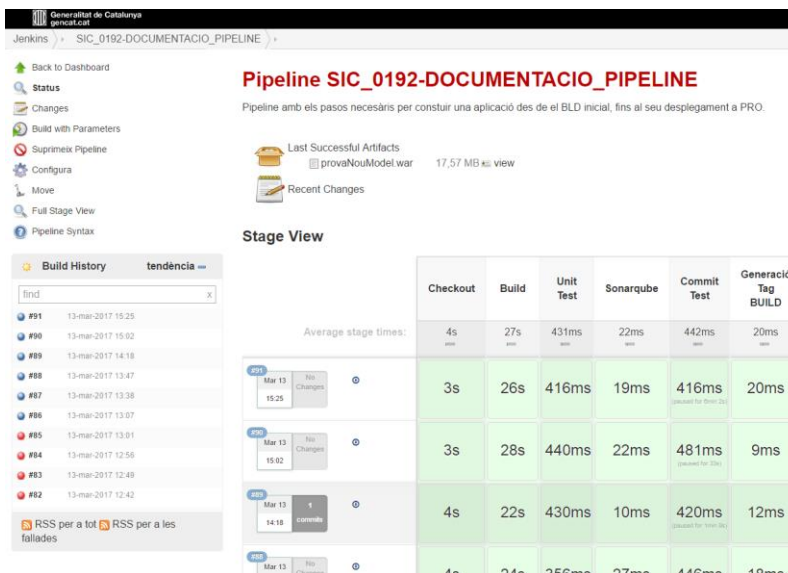 Generalitat de Catalunya
gencat.cat
Jenkins SIC_0192-DOCUMENTACIO_PIPELINE
Back to Dashboard
Status
Changes
Build with Parameters
Suprimeix Pipeline
Configura
Move
Full Stage View
Pipeline Syntax
Build History tendència
find x
#91 13-mar-2017 15:25
#90 13-mar-2017 15:02
#89 13-mar-2017 14:18
#88 13-mar-2017 13:47
#87 13-mar-2017 13:38
#86 13-mar-2017 13:07
#85 13-mar-2017 13:01
#84 13-mar-2017 12:56
#83 13-mar-2017 12:49
#82 13-mar-2017 12:42
RSS per a tot RSS per a les
fallades
Pipeline SIC_0192-DOCUMENTACIO_PIPELINE
Pipeline amb els pasos necesàris per constuir una aplicació des de el BLD inicial, fins al seu desplegament a PRO.
Last Successful Artifacts
provaNouModel.war 17,57 MB view
Recent Changes
Stage View
Checkout Build Unit Test Sonarqube Commit Test Generació Tag BUILD
Average stage times: 4s 27s 431ms 22ms 442ms 20ms
#91
Mar 13 No Changes
15:25
3s 26s 416ms 19ms 416ms 20ms
#90
Mar 13 No Changes
15:02
3s 28s 440ms 22ms 481ms 9ms
#89
Mar 13 1 commits
14:18
4s 22s 430ms 10ms 420ms 12ms
#88
Mar 13 No Changes
4s 24s 356ms 27ms 446ms 18ms